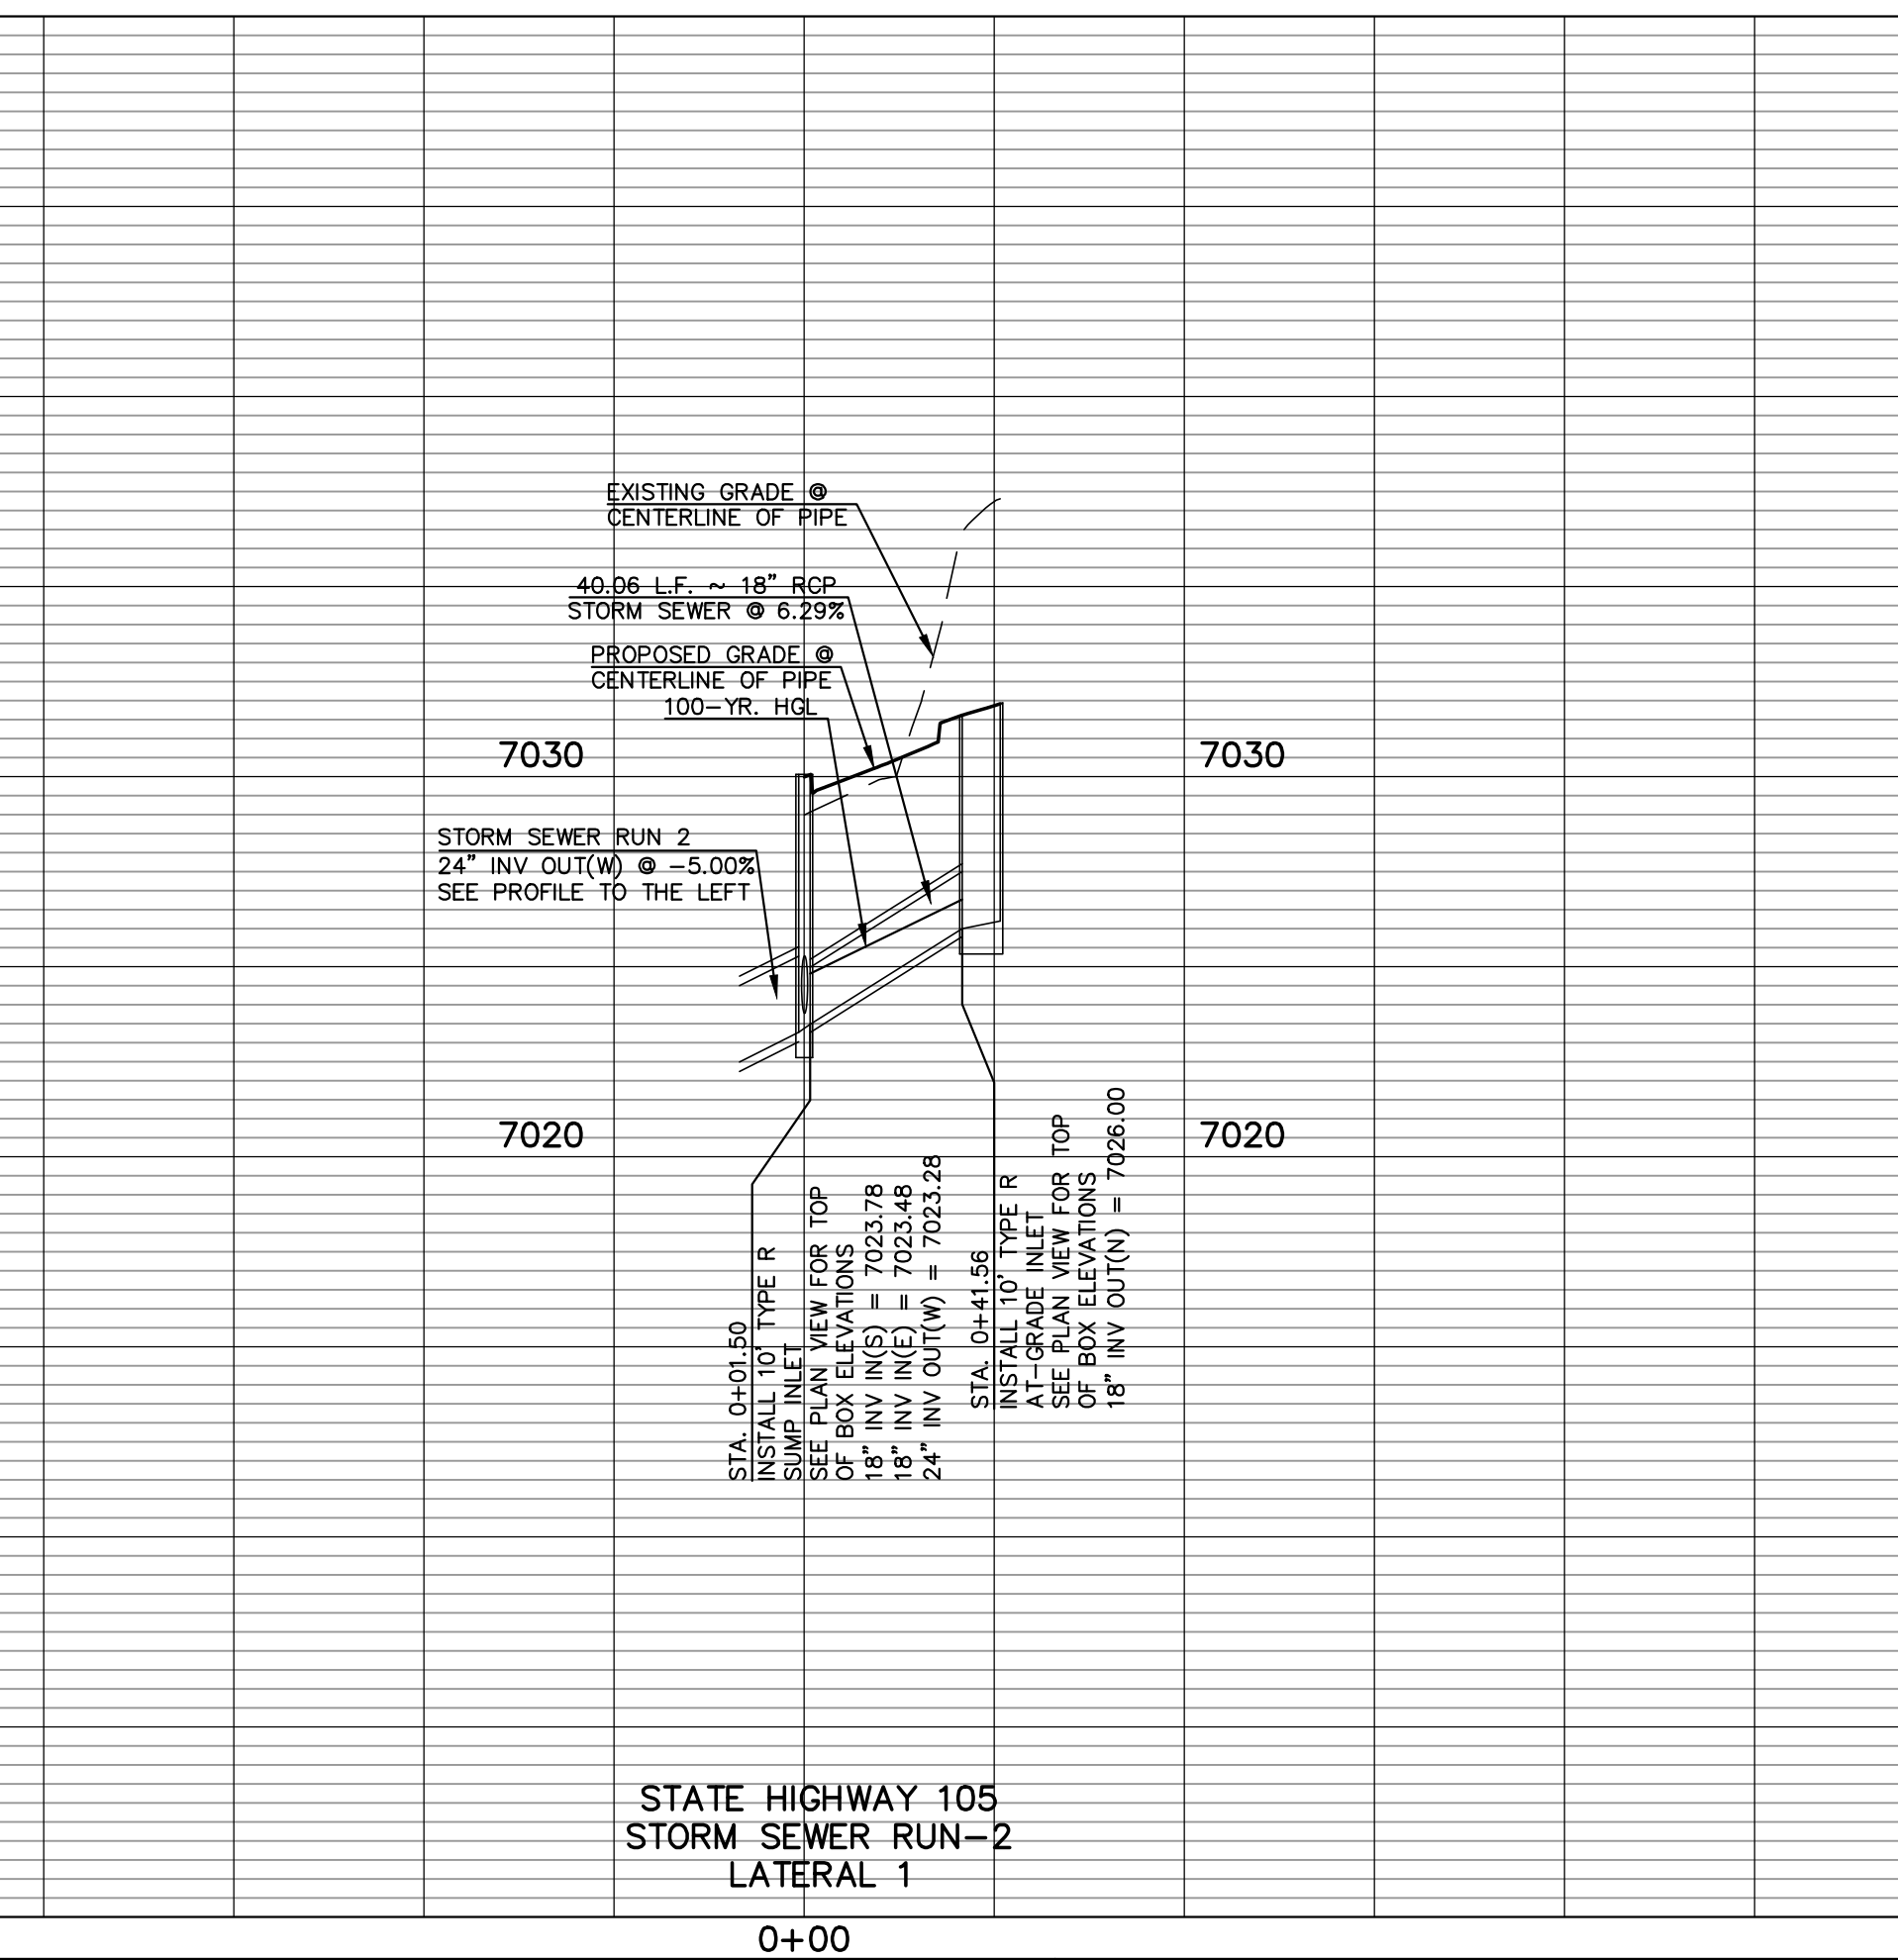 EXISTING GRADE @
CENTERLINE OF PIPE
40.06 L.F. ~ 18" RCP
STORM SEWER @ 6.29%
PROPOSED GRADE @
CENTERLINE OF PIPE
100-YR. HGL
7030
7030
STORM SEWER RUN 2
24" INV OUT(W) @ -5.00%
SEE PROFILE TO THE LEFT
7020
7020
STA. 0+01.50
INSTALL 10' TYPE R
SUMP INLET
SEE PLAN VIEW FOR TOP
OF BOX ELEVATIONS
18" INV IN(S) = 7023.78
18" INV IN(E) = 7023.48
24" INV OUT(W) = 7023.28
STA. 0+41.56
INSTALL 10' TYPE R
AT-GRADE INLET
SEE PLAN VIEW FOR TOP
OF BOX ELEVATIONS
18" INV OUT(N) = 7026.00
STATE HIGHWAY 105
STORM SEWER RUN-2
LATERAL 1
0+00